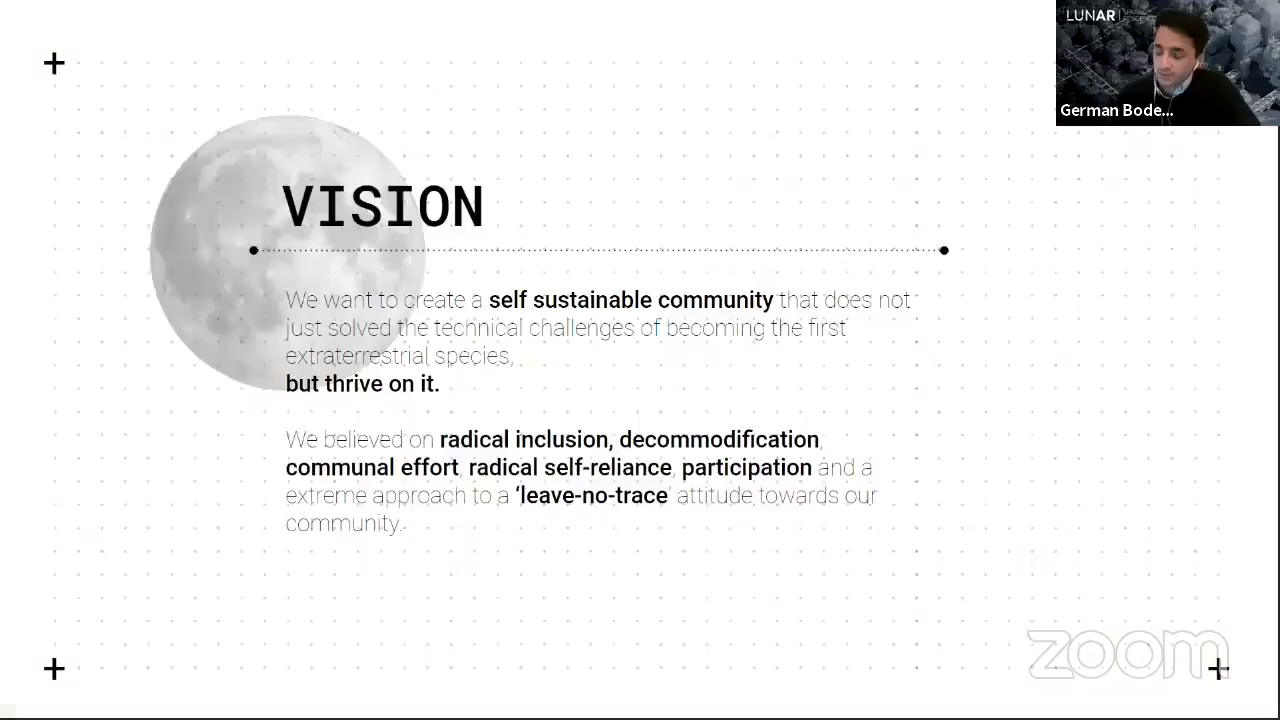 LUNAR
SPATIAL
RESIDENCE
German Bode...
VISION
We want to create a self sustainable community that does not
just solved the technical challenges of becoming the first
extraterrestrial species,
but thrive on it.
We believed on radical inclusion, decommodification,
communal effort, radical self-reliance, participation and a
extreme approach to a ‘leave-no-trace’ attitude towards our
community.
zoom